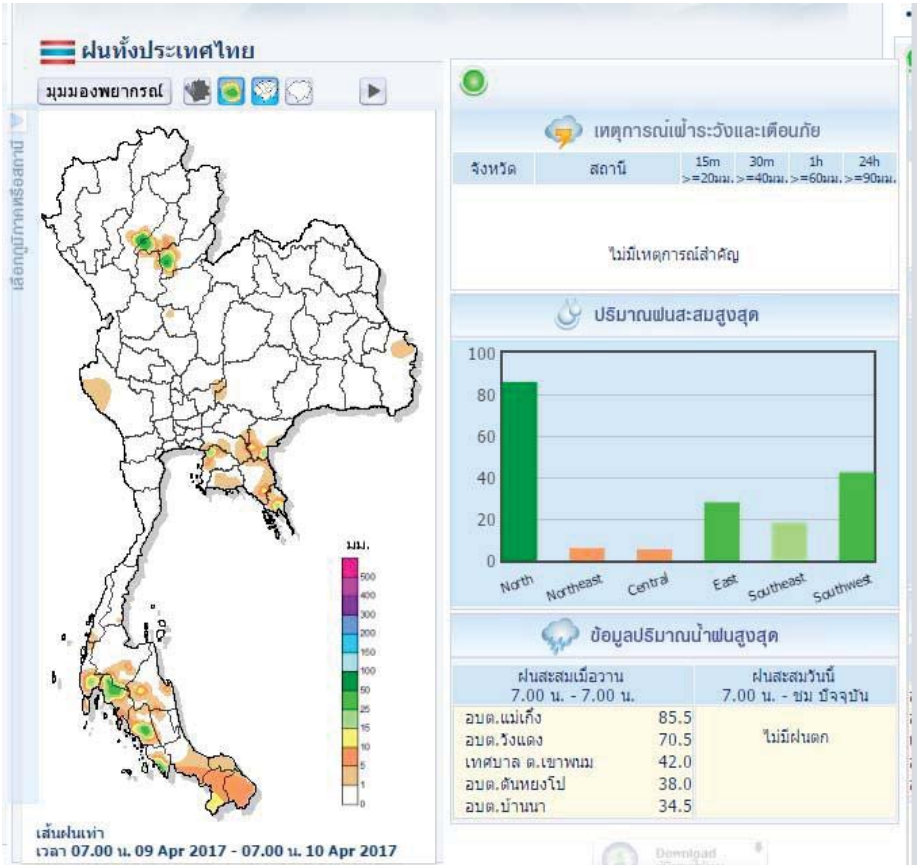 ฝนทั้งประเทศไทย
มุมมองพยากรณ์
เลือกภูมิภาคหรือสถานี
มม.
500
400
300
200
150
100
50
25
15
10
5
1
0
เส้นฝนเท่า
เวลา 07.00 น. 09 Apr 2017 - 07.00 น. 10 Apr 2017
เหตุการณ์เฝ้าระวังและเตือนภัย
จังหวัด สถานี 15m 30m 1h 24h
>=20มม. >=40มม. >=60มม. >=90มม.
ไม่มีเหตุการณ์สำคัญ
ปริมาณฝนสะสมสูงสุด
100
80
60
40
20
0
North Northeast Central East Southeast Southwest
ข้อมูลปริมาณน้ำฝนสูงสุด
ฝนสะสมเมื่อวาน ฝนสะสมวันนี้
7.00 น. - 7.00 น. 7.00 น. - ชม ปัจจุบัน
อบต.แม่เกิ๋ง 85.5
อบต.วังแดง 70.5 ไม่มีฝนตก
เทศบาล ต.เขาพนม 42.0
อบต.ตันหยงโป 38.0
อบต.บ้านนา 34.5
Download